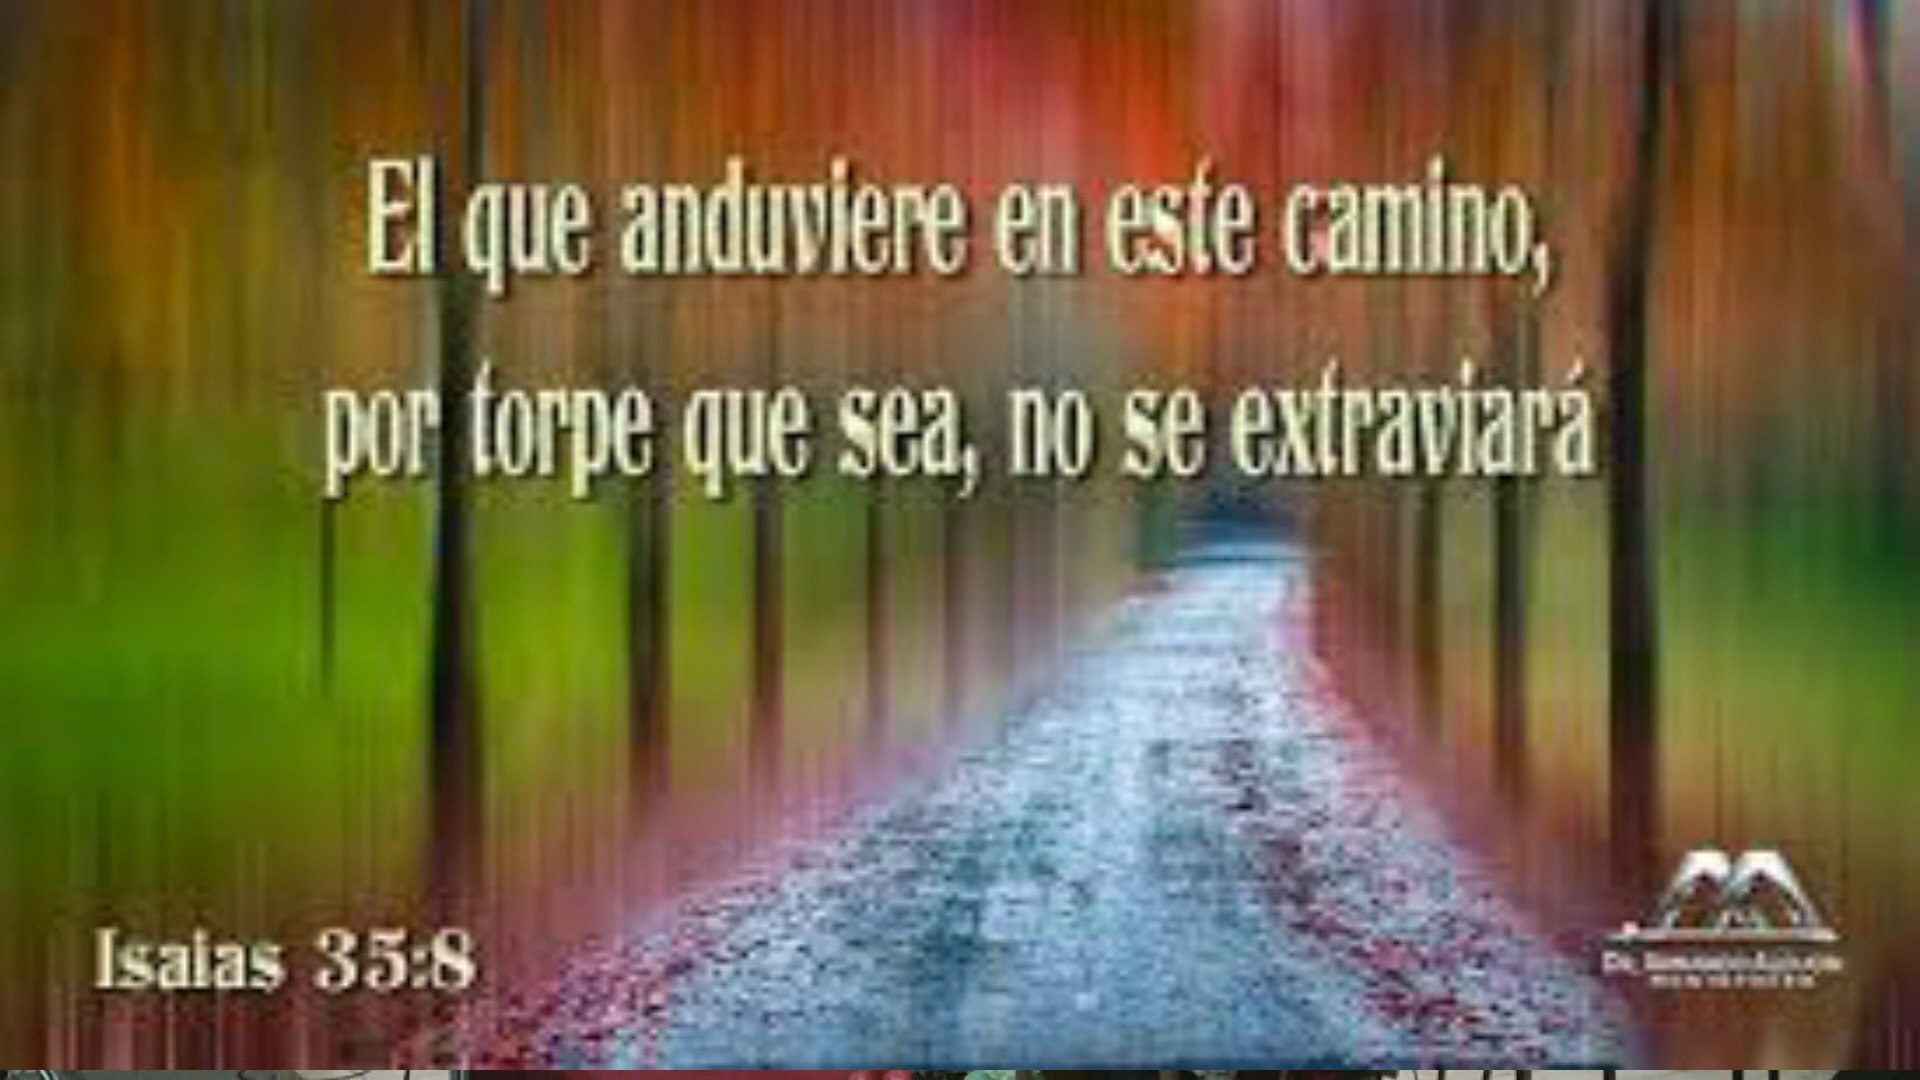 El que anduviere en este camino,
por torpe que sea, no se extraviará
Isaias 35:8